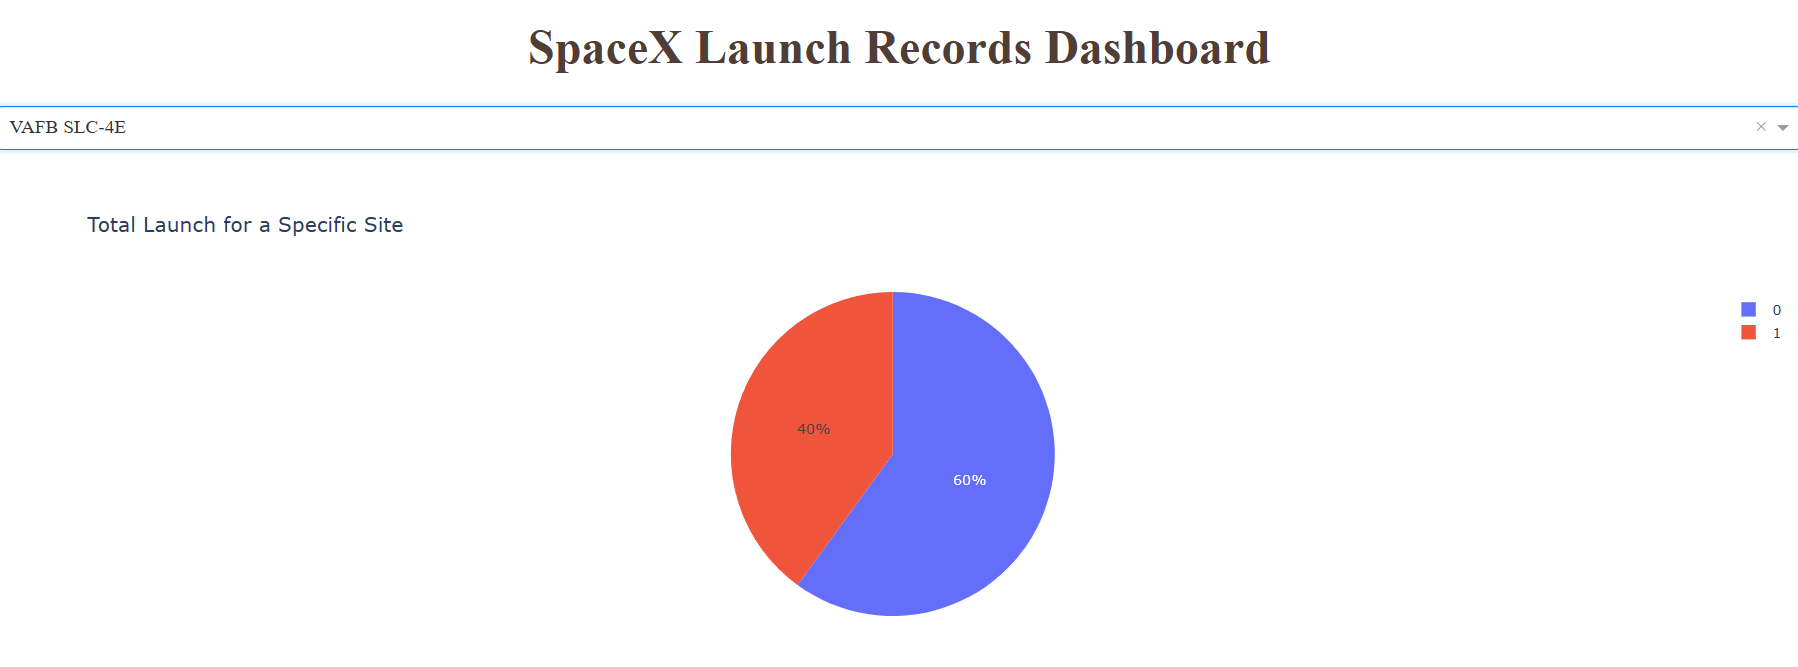 SpaceX Launch Records Dashboard
VAFB SLC-4E
Total Launch for a Specific Site
0
1
40%
60%